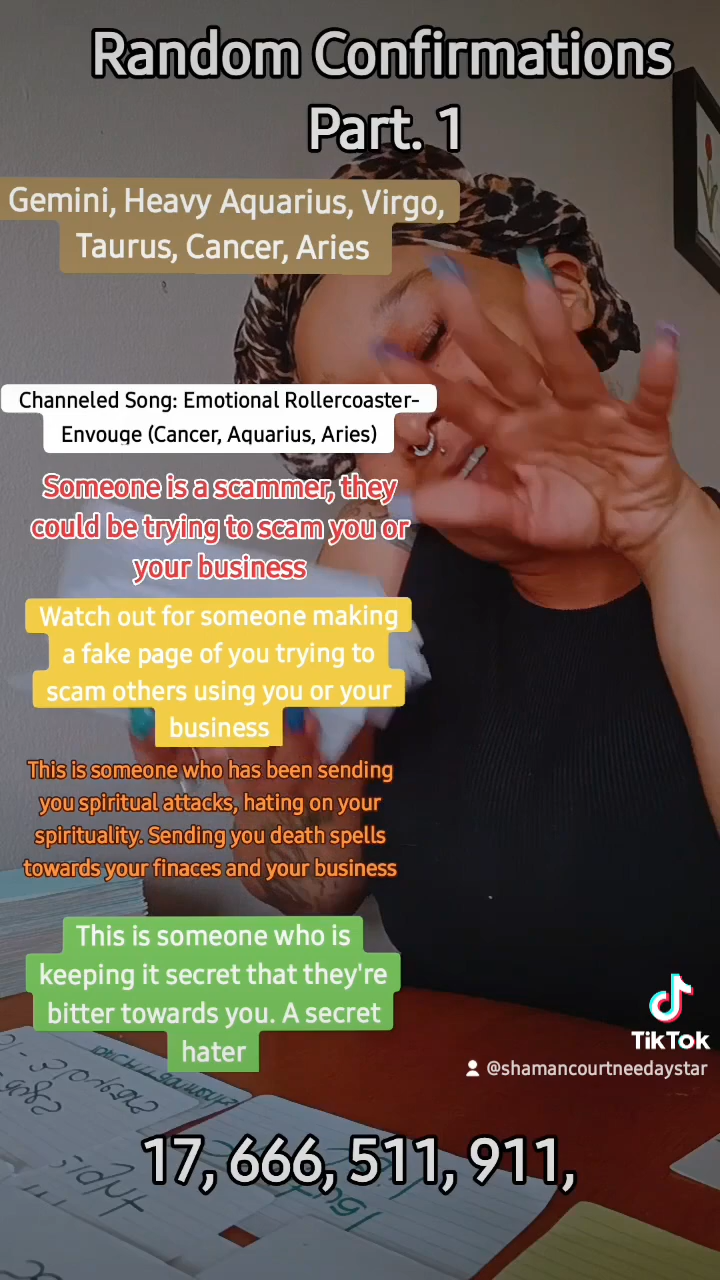 Random Confirmations
Part. 1
Gemini, Heavy Aquarius, Virgo,
Taurus, Cancer, Aries
Channeled Song: Emotional Rollercoaster-
Envouge (Cancer, Aquarius, Aries)
Someone is a scammer, they
could be trying to scam you or
your business
Watch out for someone making
a fake page of you trying to
scam others using you or your
business
This is someone who has been sending
you spiritual attacks, hating on your
spirituality. Sending you death spells
towards your finaces and your business
This is someone who is
keeping it secret that they're
bitter towards you. A secret
hater
TikTok
@shamancourtneedaystar
17, 666, 511, 911,